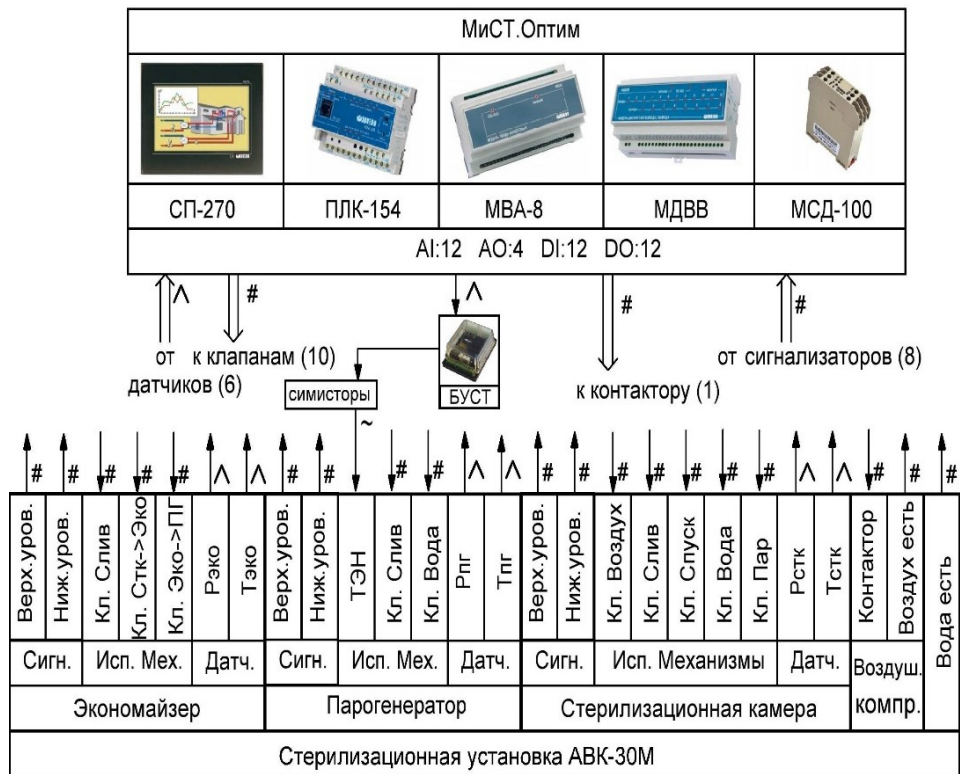 МиСТ.Оптим
СП-270
ПЛК-154
МВА-8
МДВВ
МСД-100
AI:12 AO:4 DI:12 DO:12
^
#
^
#
#
от к клапанам (10)
датчиков (6)
симисторы
БУСТ
к контактору (1)
от сигнализаторов (8)
~
# # # # # ^ ^ # # # # ^ ^ # # # # # # # ^ ^ # # #
Верх.уров.
Ниж.уров.
Кл. Слив
Кл. Стк->Эко
Кл. Эко->ПГ
Рэко
Тэко
Верх.уров.
Ниж.уров.
ТЭН
Кл. Слив
Кл. Вода
Рпг
Тпг
Верх.уров.
Ниж.уров.
Кл. Воздух
Кл. Слив
Кл. Спуск
Кл. Вода
Кл. Пар
Рстк
Тстк
Контактор
Воздух есть
Вода есть
Сигн.
Исп. Мех.
Датч.
Сигн.
Исп. Мех.
Датч.
Сигн.
Исп. Механизмы
Датч.
Воздуш.
компр.
Экономайзер
Парогенератор
Стерилизационная камера
Стерилизационная установка АВК-30М